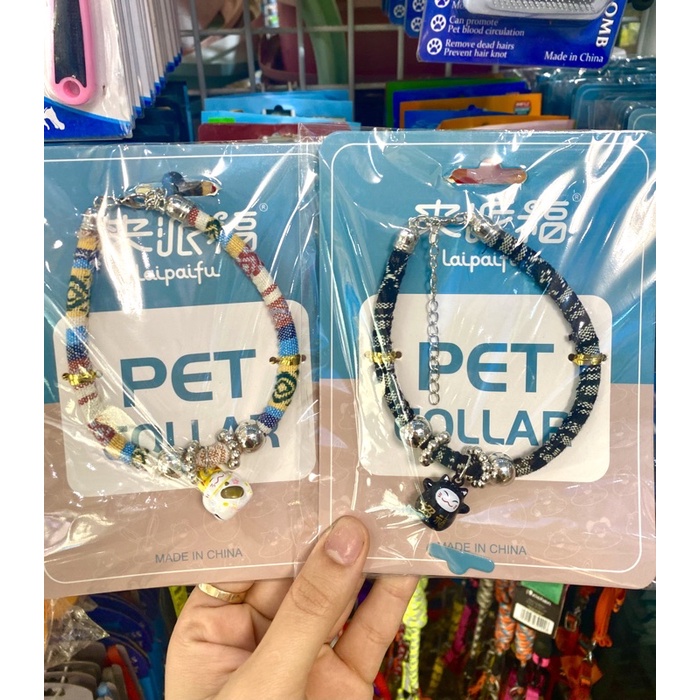 Can promote
Pet blood circulation
Remove dead hairs
Prevent hair knot
Made in China
COMB
来派福®
Laipaifu
PET
COLLAR
MADE IN CHINA
来派福®
Laipaifu
PET
COLLAR
MADE IN CHINA